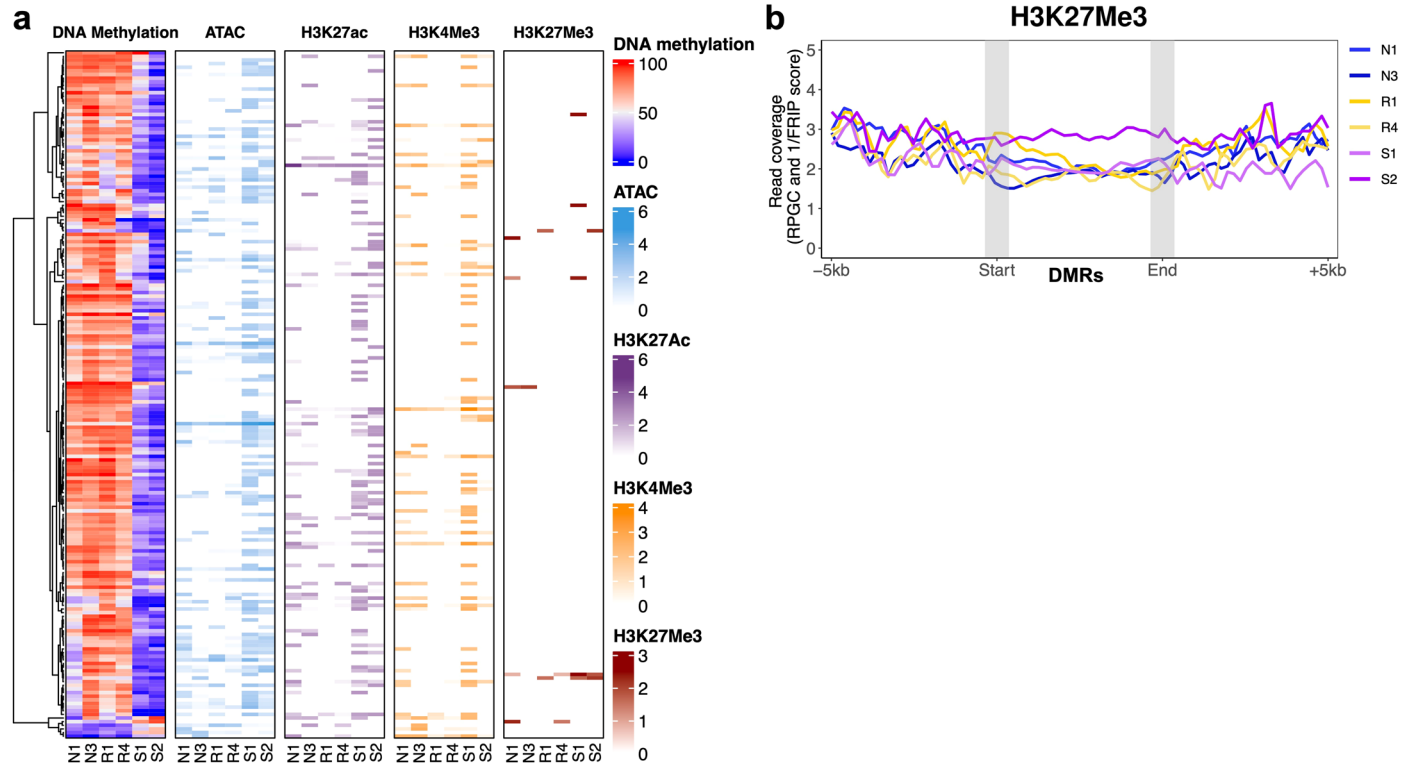 a
DNA Methylation
ATAC
H3K27ac
H3K4Me3
H3K27Me3
N1 N3 R1 R4 S1 S2
N1 N3 R1 R4 S1 S2
N1 N3 R1 R4 S1 S2
N1 N3 R1 R4 S1 S2
N1 N3 R1 R4 S1 S2
DNA methylation
100
50
0
ATAC
6
4
2
0
H3K27Ac
6
4
2
0
H3K4Me3
4
3
2
1
0
H3K27Me3
3
2
1
0
b
H3K27Me3
Read coverage
(RPGC and 1/FRIP score)
5
4
3
2
1
0
−5kb
Start
DMRs
End
+5kb
N1
N3
R1
R4
S1
S2